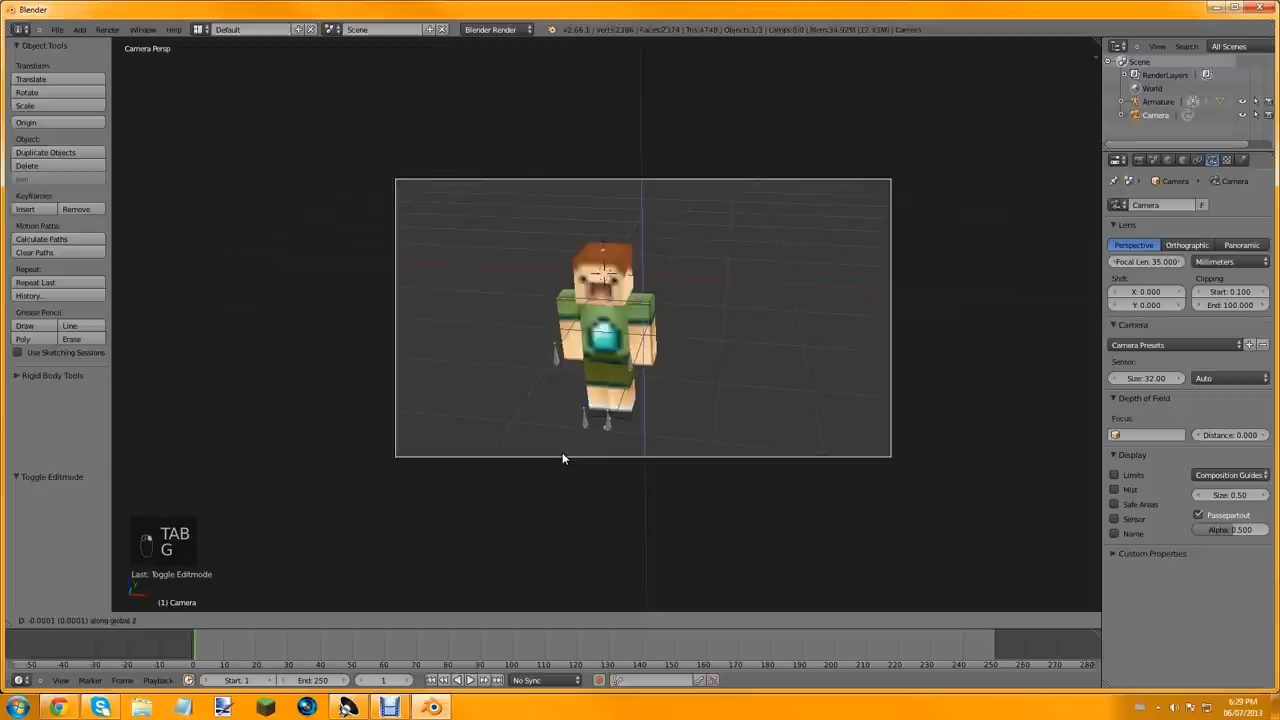 Blender
File Add Render Window Help Default Scene Blender Render v2.66.1 | Verts:2386 | Faces:2374 | Tris:4748 | Objects:1/3 | Lamps:0/0 | Mem:34.92M (12.43M) | Camera
Object Tools
Transform:
Translate
Rotate
Scale
Origin
Object:
Duplicate Objects
Delete
Join
Keyframes:
Insert Remove
Motion Paths:
Calculate Paths
Clear Paths
Repeat:
Repeat Last
History...
Grease Pencil:
Draw Line
Poly Erase
Use Sketching Sessions
Rigid Body Tools
Toggle Editmode
Camera Persp
TAB
G
Last: Toggle Editmode
(1) Camera
View Search All Scenes
Scene
RenderLayers
World
Armature
Camera
Camera Camera
Camera F
Lens
Perspective Orthographic Panoramic
Focal Len: 35.000 Millimeters
Shift: Clipping:
X: 0.000 Start: 0.100
Y: 0.000 End: 100.000
Camera
Camera Presets
Sensor:
Size: 32.00 Auto
Depth of Field
Focus:
Distance: 0.000
Display
Limits Composition Guides
Mist Size: 0.50
Safe Areas
Sensor Passepartout
Name Alpha: 0.500
Custom Properties
D: -0.0001 (0.0001) along global Z
-50 -40 -30 -20 -10 0 10 20 30 40 50 60 70 80 90 100 110 120 130 140 150 160 170 180 190 200 210 220 230 240 250 260 270 280
View Marker Frame Playback Start: 1 End: 250 1 No Sync
6:29 PM
06/07/2013